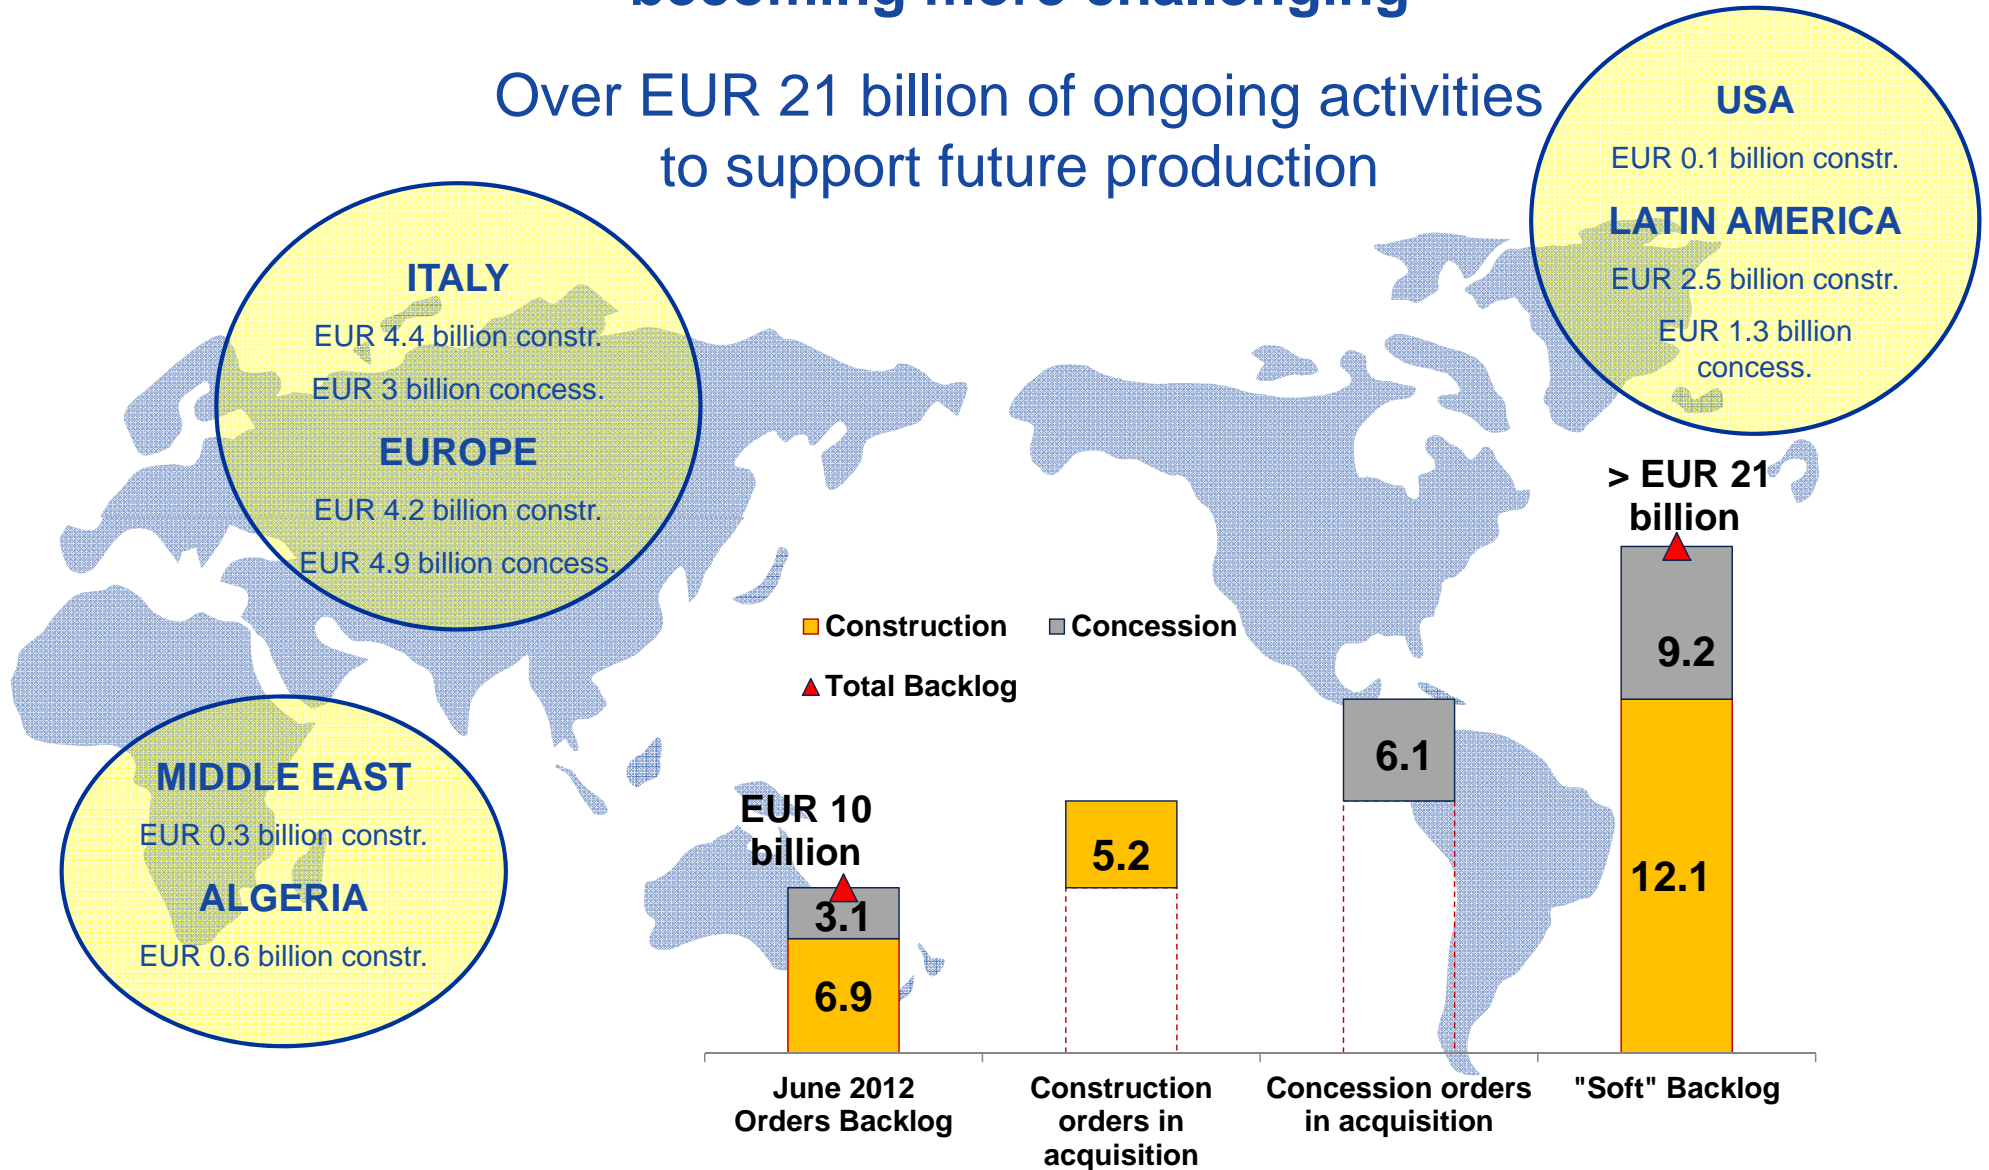 becoming more challenging
Over EUR 21 billion of ongoing activities
to support future production
USA
EUR 0.1 billion constr.
LATIN AMERICA
EUR 2.5 billion constr.
EUR 1.3 billion
concess.
ITALY
EUR 4.4 billion constr.
EUR 3 billion concess.
EUROPE
EUR 4.2 billion constr.
EUR 4.9 billion concess.
MIDDLE EAST
EUR 0.3 billion constr.
ALGERIA
EUR 0.6 billion constr.
Construction
Concession
Total Backlog
EUR 10
billion
3.1
6.9
5.2
6.1
> EUR 21
billion
9.2
12.1
June 2012
Orders Backlog
Construction
orders in
acquisition
Concession orders
in acquisition
"Soft" Backlog